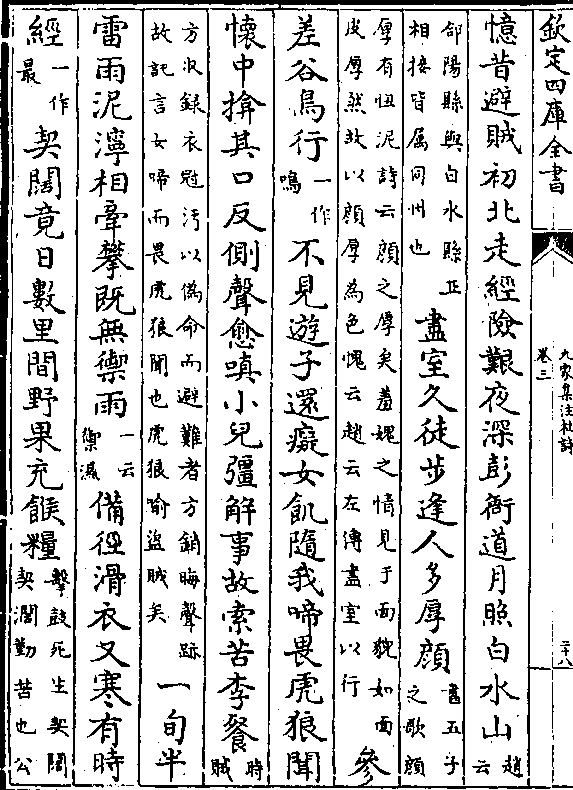 欽定四庫全書
九家集注杜詩
卷三
二十八
憶昔避賊初北走經險艱夜深彭衙道月照白水山趙云
郃陽縣與白水縣正
相接皆屬同州也
盡室久徒步逢人多厚顔
書五子
之歌顔
厚有忸怩詩云顔之厚矣羞媿之情見于面貌如面
皮厚然故以顔厚為色愧云趙云左傳盡室以行
參
差谷鳥行
一作
鳴
不見遊子還癡女飢隨我啼畏虎狼聞
懷中揜其口反側聲愈嗔小兒彊解事故索苦李餐時賊
方収録衣冠汚以偽命而避難者方銷晦聲跡
故託言女啼而畏虎狼聞也虎狼喻盜賊矣
一旬半
雷雨泥濘相牽攀既無禦雨
一云
禦濕
備徑滑衣又寒有時
經
一作
最
契闊竟日數里間野果充餱糧
擊鼓死生契闊
契闊勤苦也公